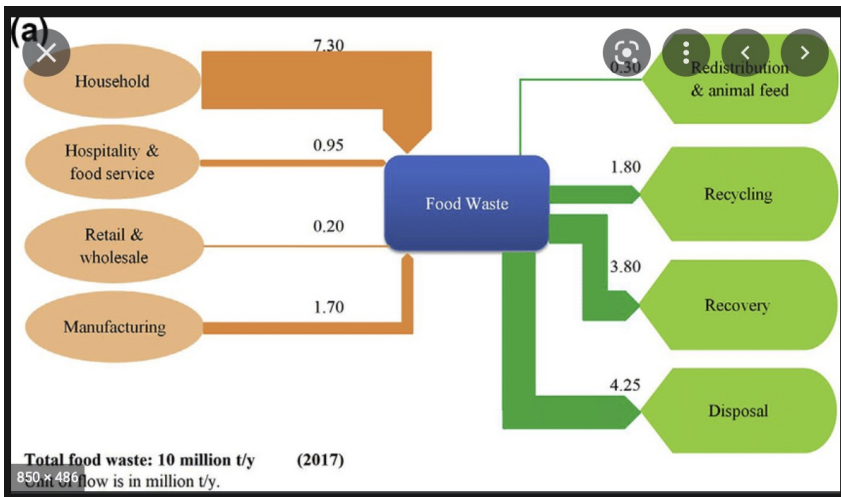 (a)
7.30
Household
0.95
Hospitality &
food service
0.20
Retail &
wholesale
1.70
Manufacturing
Food Waste
0.30
Redistribution
& animal feed
1.80
Recycling
3.80
Recovery
4.25
Disposal
Total food waste: 10 million t/y (2017)
850 × 486
flow is in million t/y.